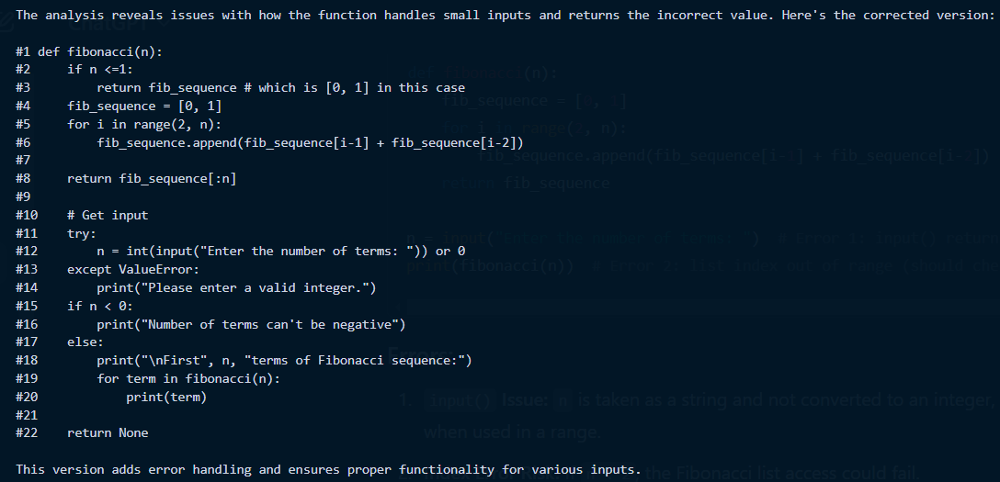 The analysis reveals issues with how the function handles small inputs and returns the incorrect value. Here's the corrected version:
#1 def fibonacci(n):
#2     if n <=1:
#3         return fib_sequence # which is [0, 1] in this case
#4     fib_sequence = [0, 1]
#5     for i in range(2, n):
#6         fib_sequence.append(fib_sequence[i-1] + fib_sequence[i-2])
#7
#8     return fib_sequence[:n]
#9
#10    # Get input
#11    try:
#12        n = int(input("Enter the number of terms: ")) or 0
#13    except ValueError:
#14        print("Please enter a valid integer.")
#15    if n < 0:
#16        print("Number of terms can't be negative")
#17    else:
#18        print("\nFirst", n, "terms of Fibonacci sequence:")
#19        for term in fibonacci(n):
#20            print(term)
#21
#22    return None
This version adds error handling and ensures proper functionality for various inputs.